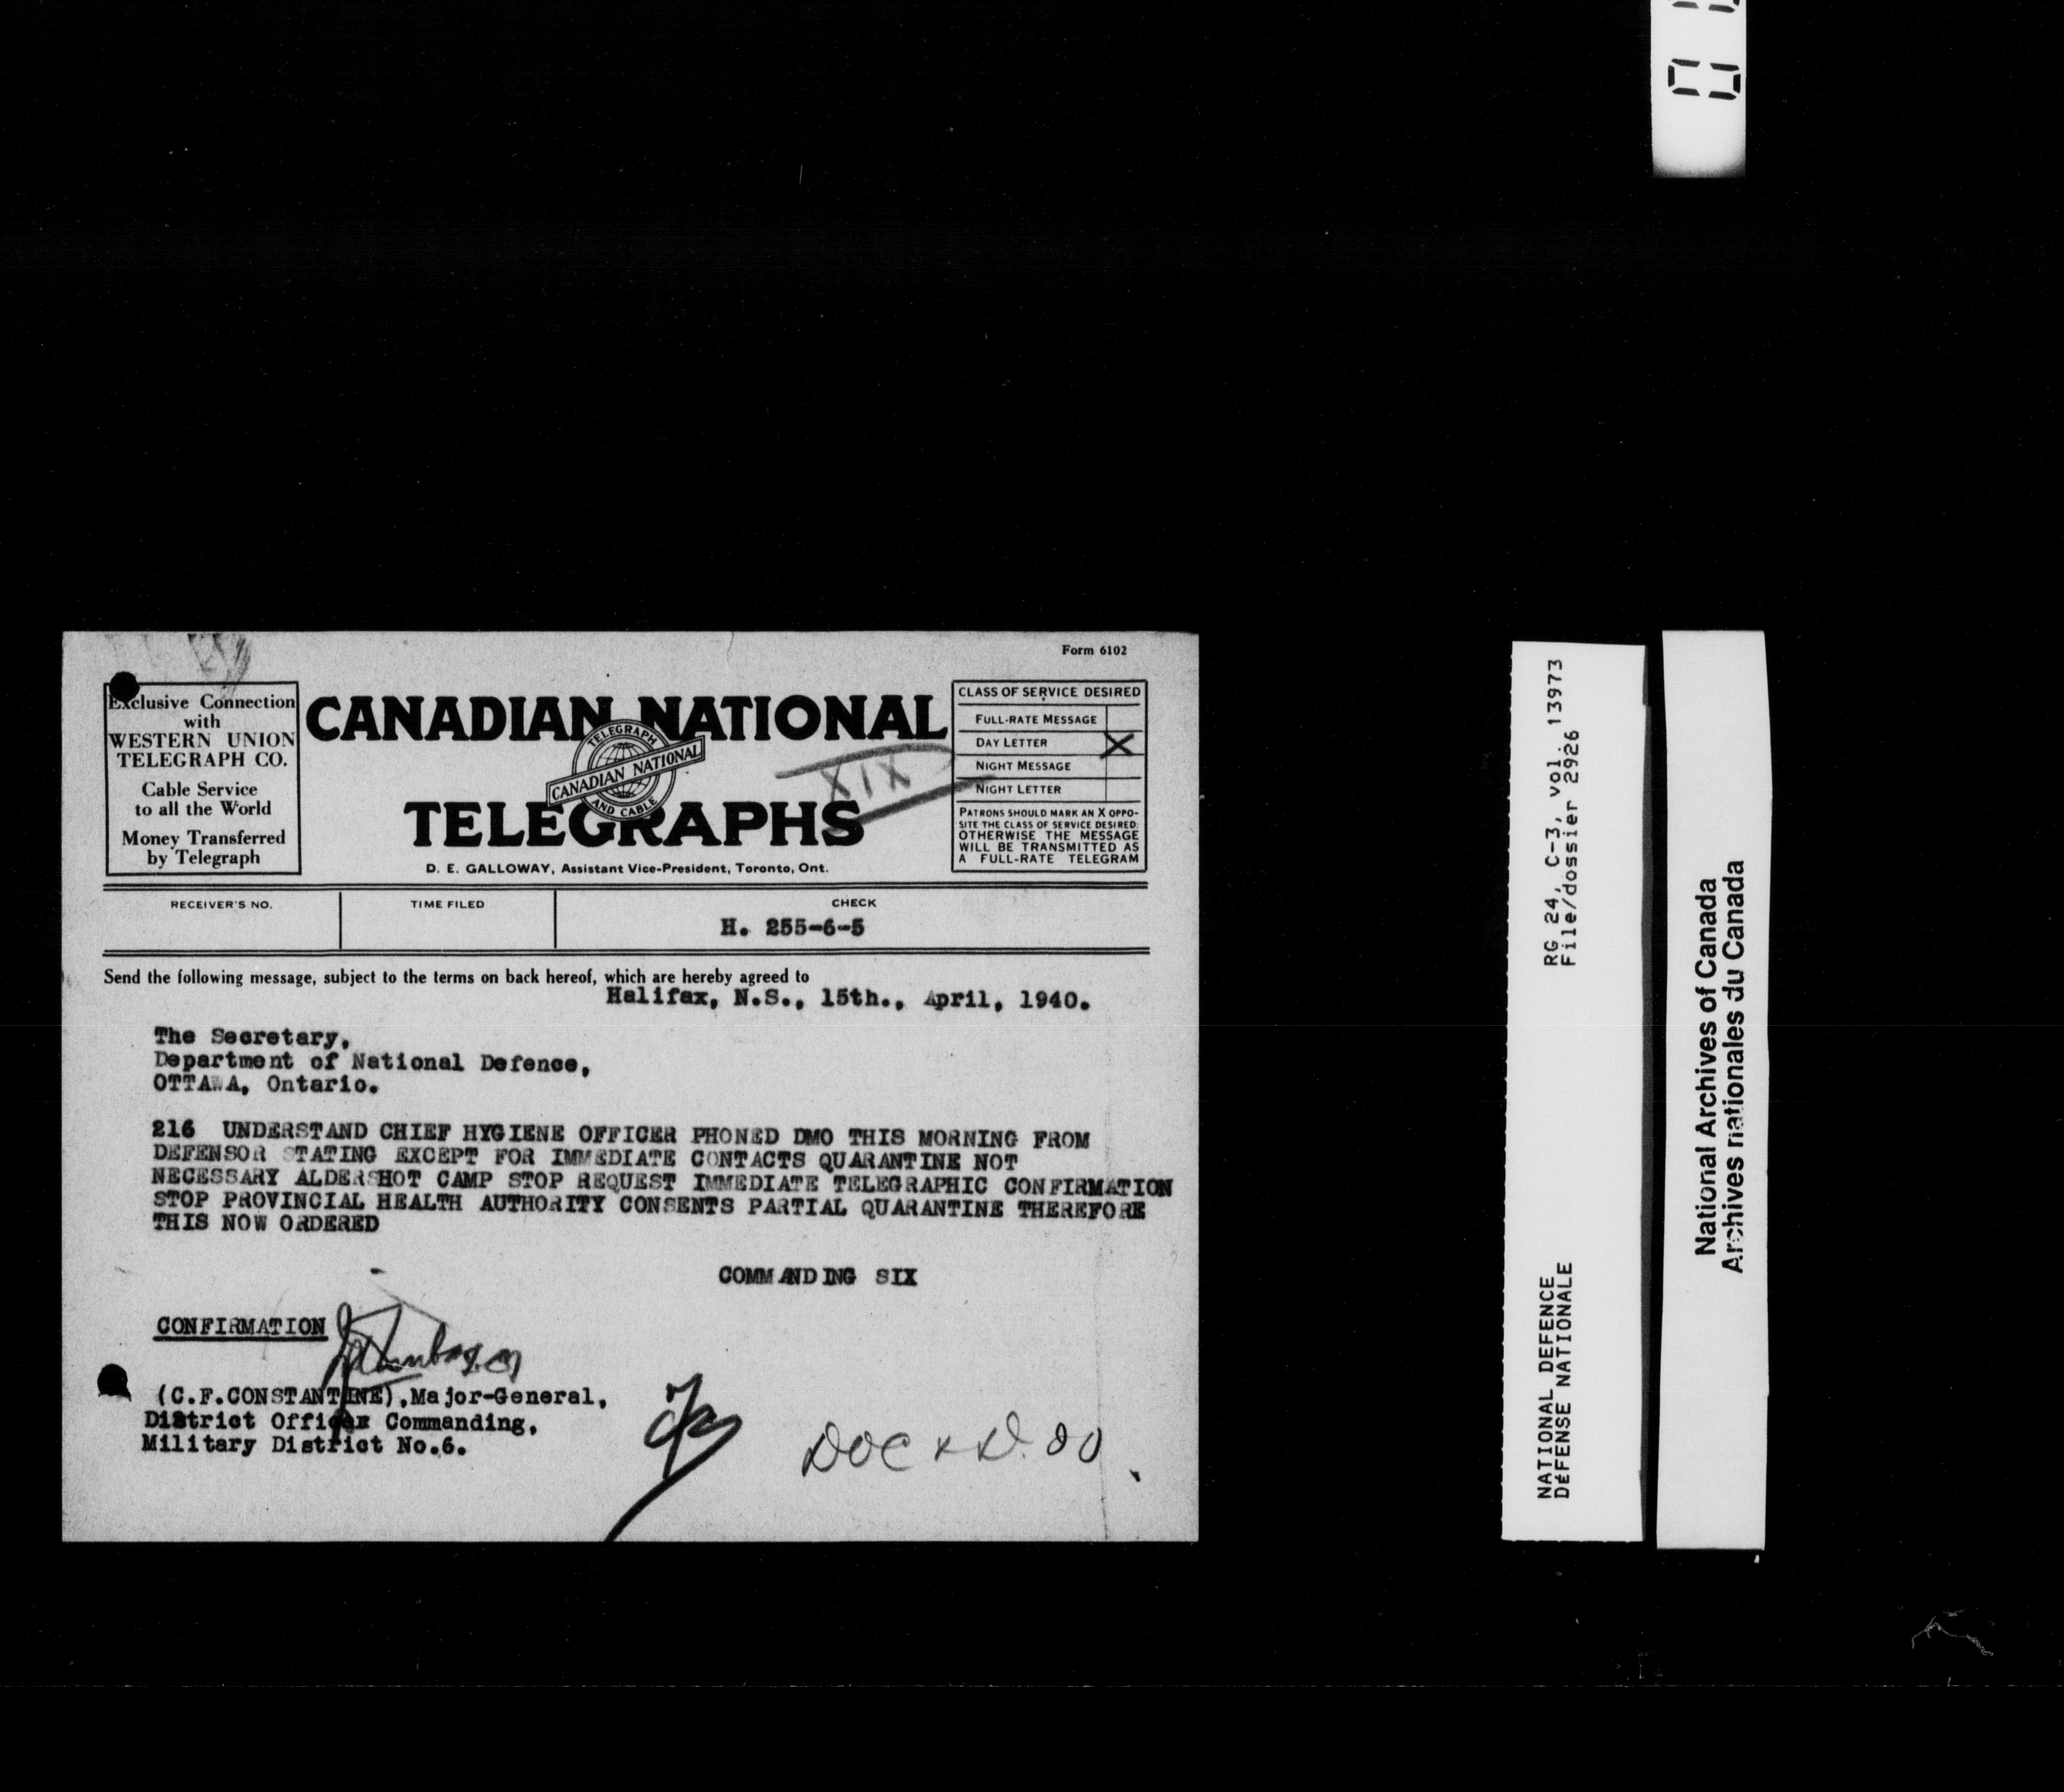 Form 6102
Exclusive Connection
with
WESTERN UNION
TELEGRAPH CO.
Cable Service
to all the World
Money Transferred
by Telegraph
CANADIAN NATIONAL
TELEGRAPH
CANADIAN NATIONAL
AND CABLE
TELEGRAPHS
XIX
D. E. GALLOWAY, Assistant Vice-President, Toronto, Ont.
CLASS OF SERVICE DESIRED
FULL-RATE MESSAGE
DAY LETTER X
NIGHT MESSAGE
NIGHT LETTER
PATRONS SHOULD MARK AN X OPPO-
SITE THE CLASS OF SERVICE DESIRED:
OTHERWISE THE MESSAGE
WILL BE TRANSMITTED AS
A FULL-RATE TELEGRAM
RECEIVER'S NO. TIME FILED CHECK
H. 255-6-5
Send the following message, subject to the terms on back hereof, which are hereby agreed to
Halifax, N.S., 15th., April, 1940.
The Secretary,
Department of National Defence,
OTTAWA, Ontario.
216 UNDERSTAND CHIEF HYGIENE OFFICER PHONED DMO THIS MORNING FROM
DEFENSOR STATING EXCEPT FOR IMMEDIATE CONTACTS QUARANTINE NOT
NECESSARY ALDERSHOT CAMP STOP REQUEST IMMEDIATE TELEGRAPHIC CONFIRMATION
STOP PROVINCIAL HEALTH AUTHORITY CONSENTS PARTIAL QUARANTINE THEREFORE
THIS NOW ORDERED
COMMANDING SIX
CONFIRMATION
(C.F.CONSTANTINE),Major-General,
District Officer Commanding,
Military District No.6.
RG 24, C-3, vol. 13973
File/dossier 2926
NATIONAL DEFENCE
DéFENSE NATIONALE
National Archives of Canada
Archives nationales du Canada